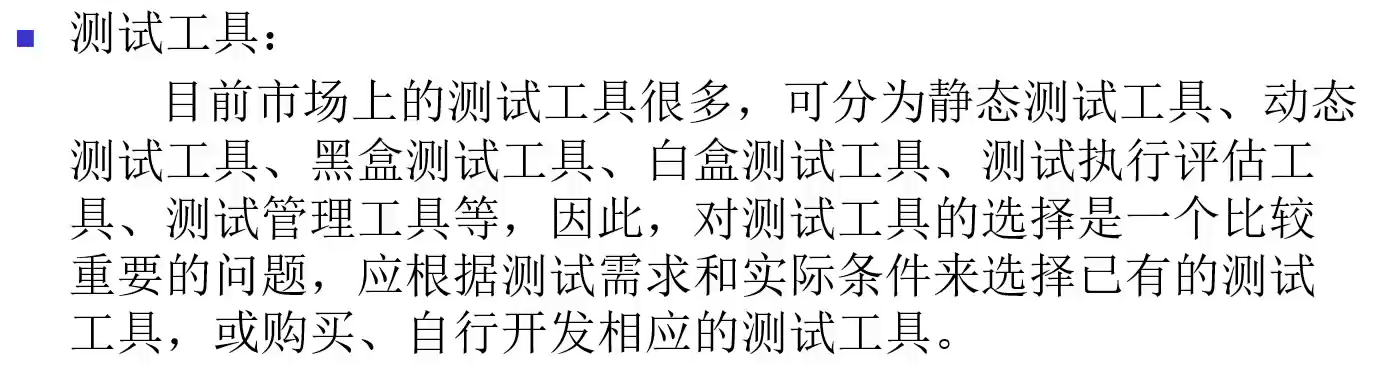 测试工具：
目前市场上的测试工具很多，可分为静态测试工具、动态
测试工具、黑盒测试工具、白盒测试工具、测试执行评估工
具、测试管理工具等，因此，对测试工具的选择是一个比较
重要的问题，应根据测试需求和实际条件来选择已有的测试
工具，或购买、自行开发相应的测试工具。